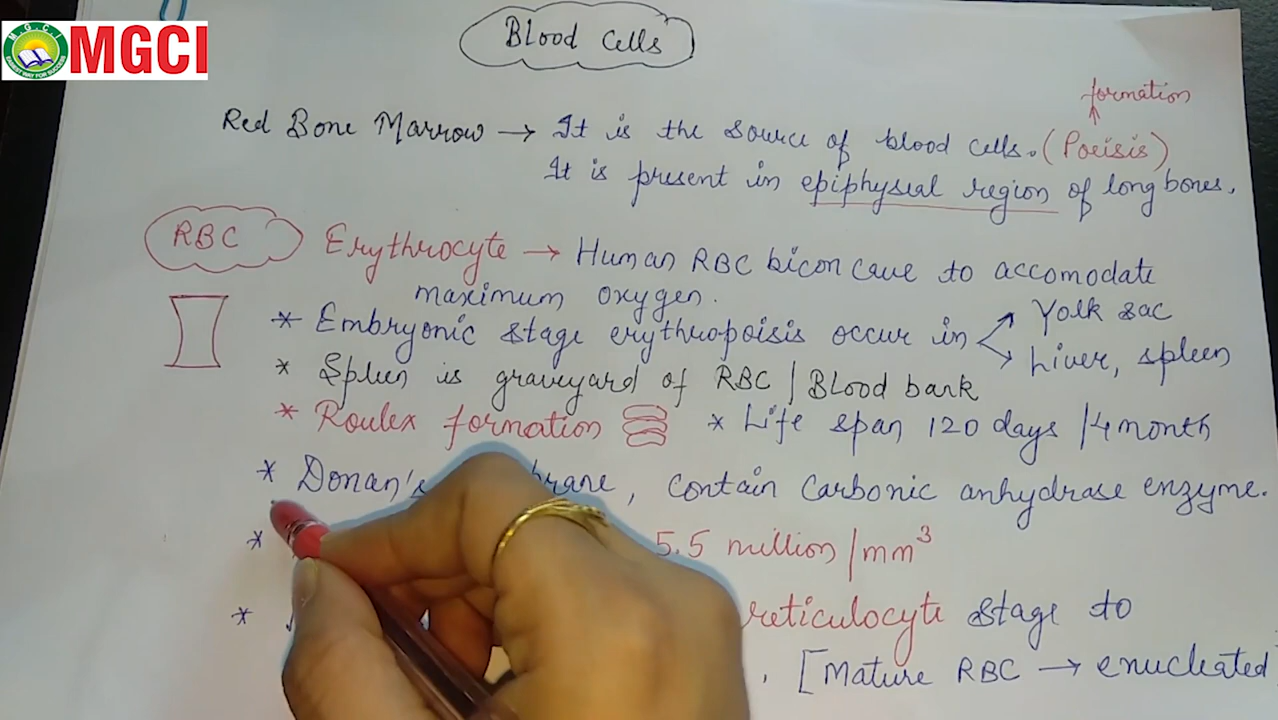 MGCI
Blood Cells
formation
Red Bone Marrow → It is the source of blood cells. (Poeisis)
It is present in epiphyseal region of long bones.
RBC Erythrocyte → Human RBC biconcave to accomodate
maximum oxygen.
* Embryonic stage erythropoisis occur in Yolk sac
Liver, spleen
* Spleen is graveyard of RBC / Blood bank
* Roulex formation * Life span 120 days / 4 month
* Donan's brane, contain carbonic anhydrase enzyme.
* 5.5 million / mm³
* reticulocyte stage to
. [Mature RBC → enucleated